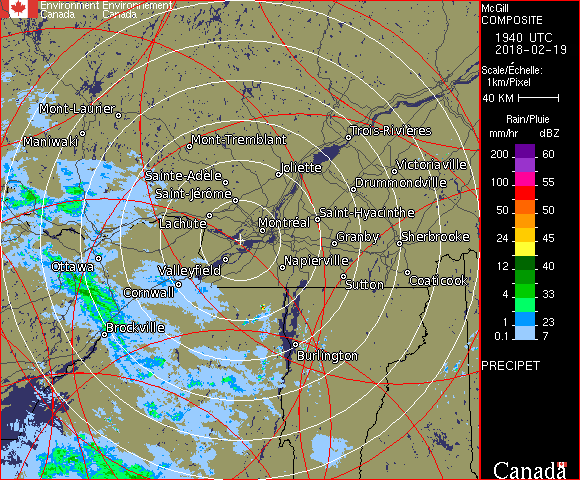 Environment Environnement
Canada Canada
McGill
COMPOSITE
1940 UTC
2018-02-19
Scale/Échelle:
1km/Pixel
40 KM
Rain/Pluie
mm/hr dBZ
200 60
100 55
50 50
24 45
12 40
4 33
1 23
0.1 7
PRECIPET
Canada
Mont-Laurier
Maniwaki
Mont-Tremblant
Trois-Rivières
Sainte-Adèle
Joliette
Victoriaville
Saint-Jérôme
Drummondville
Lachute
Montréal
Saint-Hyacinthe
Granby
Sherbrooke
Ottawa
Valleyfield
Napierville
Cornwall
Sutton
Coaticook
Brockville
Burlington